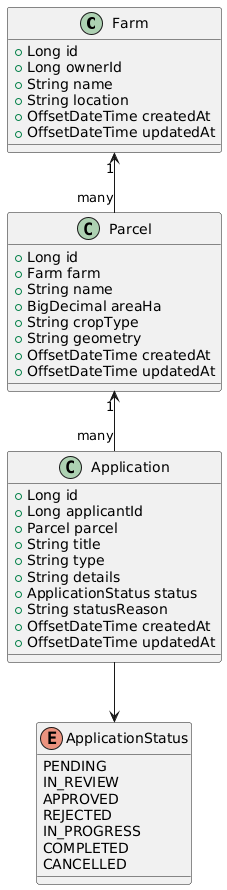 C Farm
Long id
Long ownerId
String name
String location
OffsetDateTime createdAt
OffsetDateTime updatedAt
1
many
C Parcel
Long id
Farm farm
String name
BigDecimal areaHa
String cropType
String geometry
OffsetDateTime createdAt
OffsetDateTime updatedAt
1
many
C Application
Long id
Long applicantId
Parcel parcel
String title
String type
String details
ApplicationStatus status
String statusReason
OffsetDateTime createdAt
OffsetDateTime updatedAt
E ApplicationStatus
PENDING
IN_REVIEW
APPROVED
REJECTED
IN_PROGRESS
COMPLETED
CANCELLED